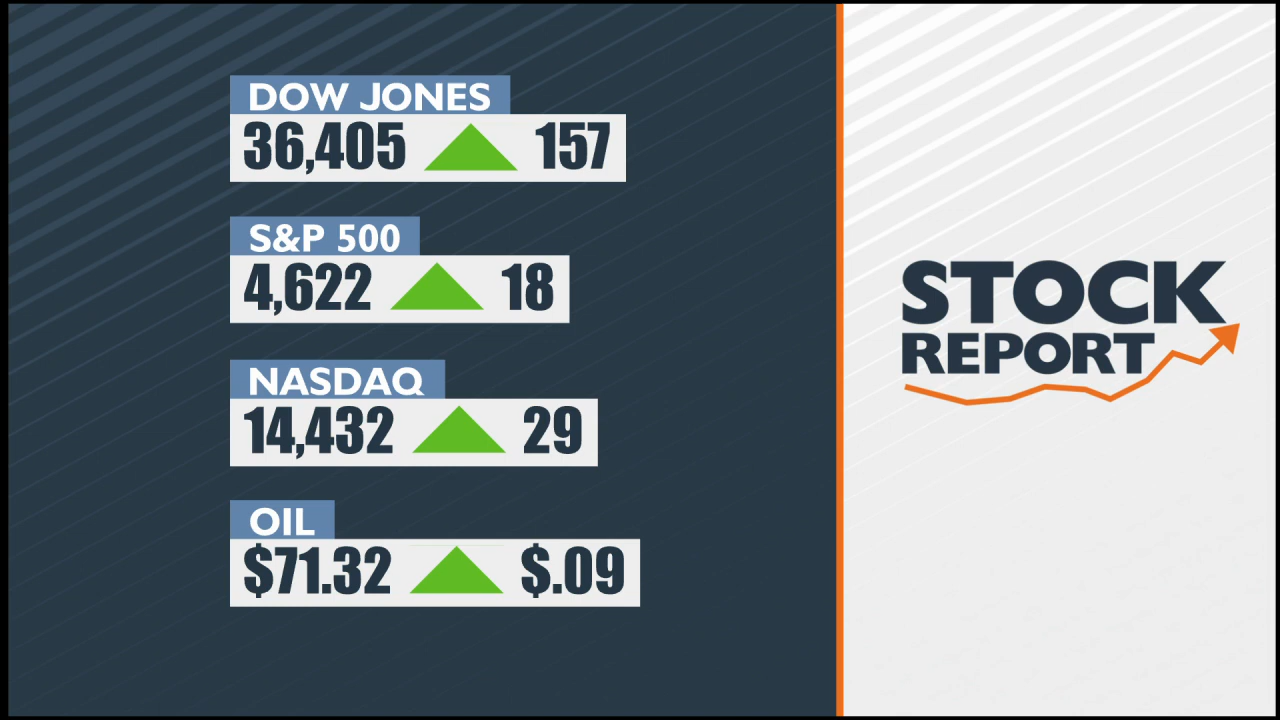 DOW JONES
36,405 157
S&P 500
4,622 18
NASDAQ
14,432 29
OIL
$71.32 $.09
STOCK
REPORT